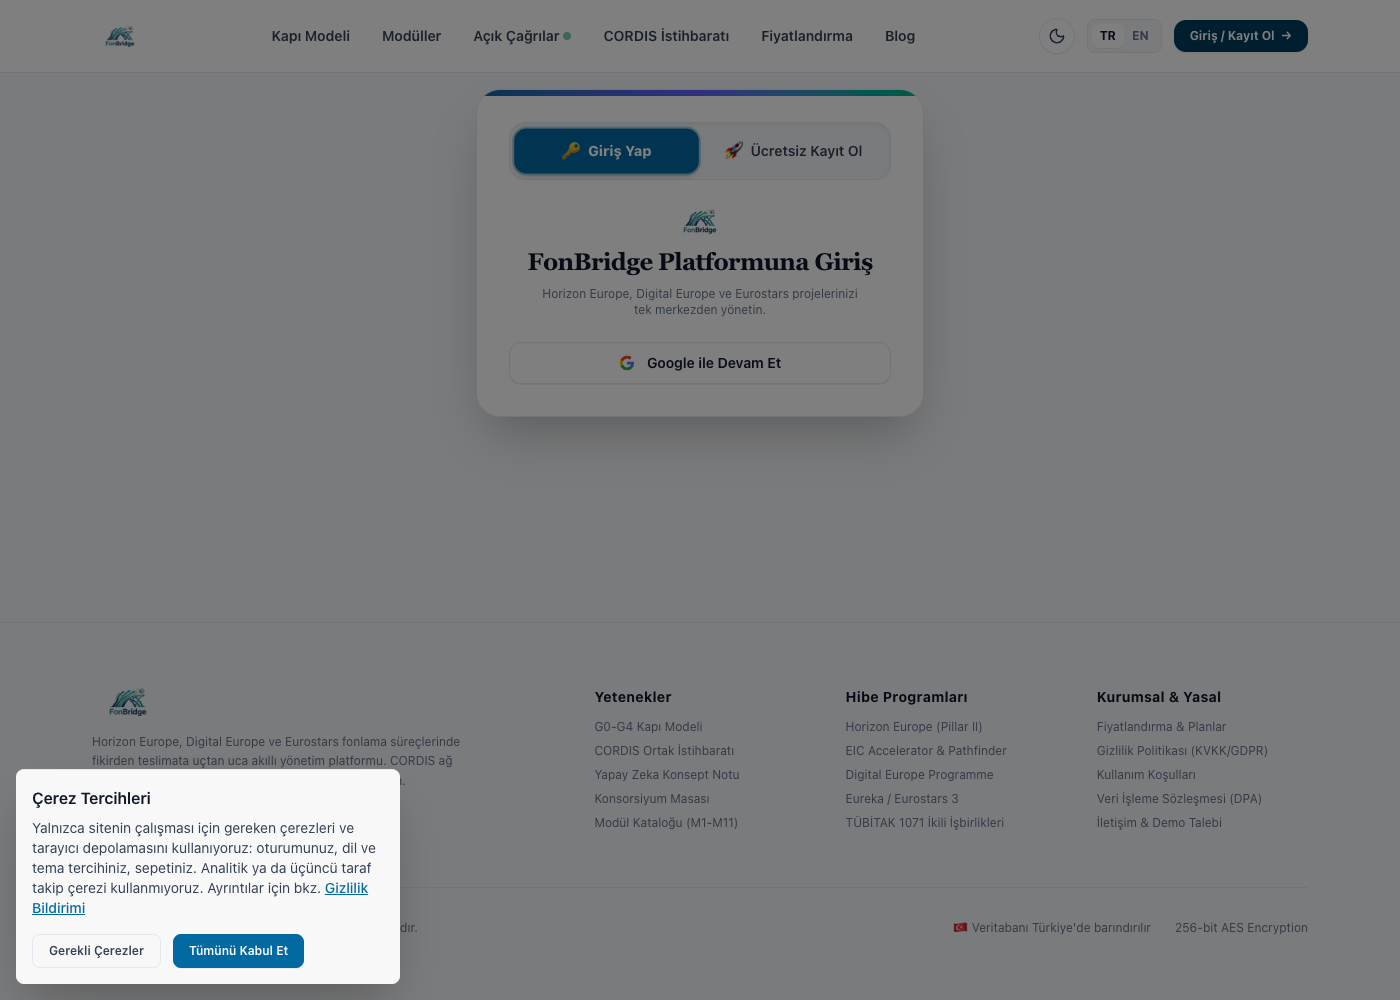 FonBridge
Kapı Modeli
Modüller
Açık Çağrılar
CORDIS İstihbaratı
Fiyatlandırma
Blog
TR EN
Giriş / Kayıt Ol →
🔑 Giriş Yap
🚀 Ücretsiz Kayıt Ol
FonBridge
FonBridge Platformuna Giriş
Horizon Europe, Digital Europe ve Eurostars projelerinizi
tek merkezden yönetin.
Google ile Devam Et
FonBridge
Horizon Europe, Digital Europe ve Eurostars fonlama süreçlerinde
fikirden teslimata uçtan uca akıllı yönetim platformu. CORDIS ağ
Yetenekler
G0-G4 Kapı Modeli
CORDIS Ortak İstihbaratı
Yapay Zeka Konsept Notu
Konsorsiyum Masası
Modül Kataloğu (M1-M11)
Hibe Programları
Horizon Europe (Pillar II)
EIC Accelerator & Pathfinder
Digital Europe Programme
Eureka / Eurostars 3
TÜBİTAK 1071 İkili İşbirlikleri
Kurumsal & Yasal
Fiyatlandırma & Planlar
Gizlilik Politikası (KVKK/GDPR)
Kullanım Koşulları
Veri İşleme Sözleşmesi (DPA)
İletişim & Demo Talebi
dır.
🇹🇷 Veritabanı Türkiye'de barındırılır
256-bit AES Encryption
Çerez Tercihleri
Yalnızca sitenin çalışması için gereken çerezleri ve
tarayıcı depolamasını kullanıyoruz: oturumunuz, dil ve
tema tercihiniz, sepetiniz. Analitik ya da üçüncü taraf
takip çerezi kullanmıyoruz. Ayrıntılar için bkz. Gizlilik
Bildirimi
Gerekli Çerezler
Tümünü Kabul Et